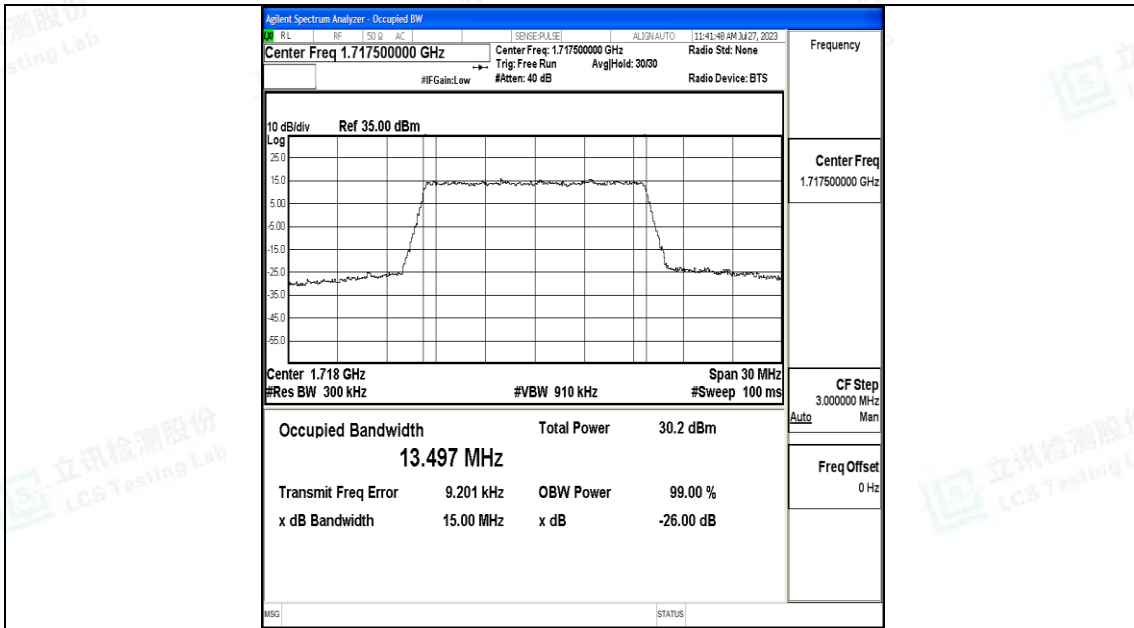 Agilent Spectrum Analyzer - Occupied BW
RL RF 50 Ω AC SENSE:PULSE ALIGN AUTO 11:41:48 AM Jul 27, 2023
Center Freq 1.717500000 GHz
Center Freq: 1.717500000 GHz
Radio Std: None
Trig: Free Run Avg|Hold: 30/30
#IFGain:Low #Atten: 40 dB Radio Device: BTS
Frequency
10 dB/div Ref 35.00 dBm
Log
25.0
15.0
5.00
-5.00
-15.0
-25.0
-35.0
-45.0
-55.0
Center 1.718 GHz Span 30 MHz
#Res BW 300 kHz #VBW 910 kHz #Sweep 100 ms
Center Freq
1.717500000 GHz
CF Step
3.000000 MHz
Auto Man
Freq Offset
0 Hz
Occupied Bandwidth Total Power 30.2 dBm
13.497 MHz
Transmit Freq Error 9.201 kHz OBW Power 99.00 %
x dB Bandwidth 15.00 MHz x dB -26.00 dB
MSG STATUS
立讯检测股份
LCS Testing Lab